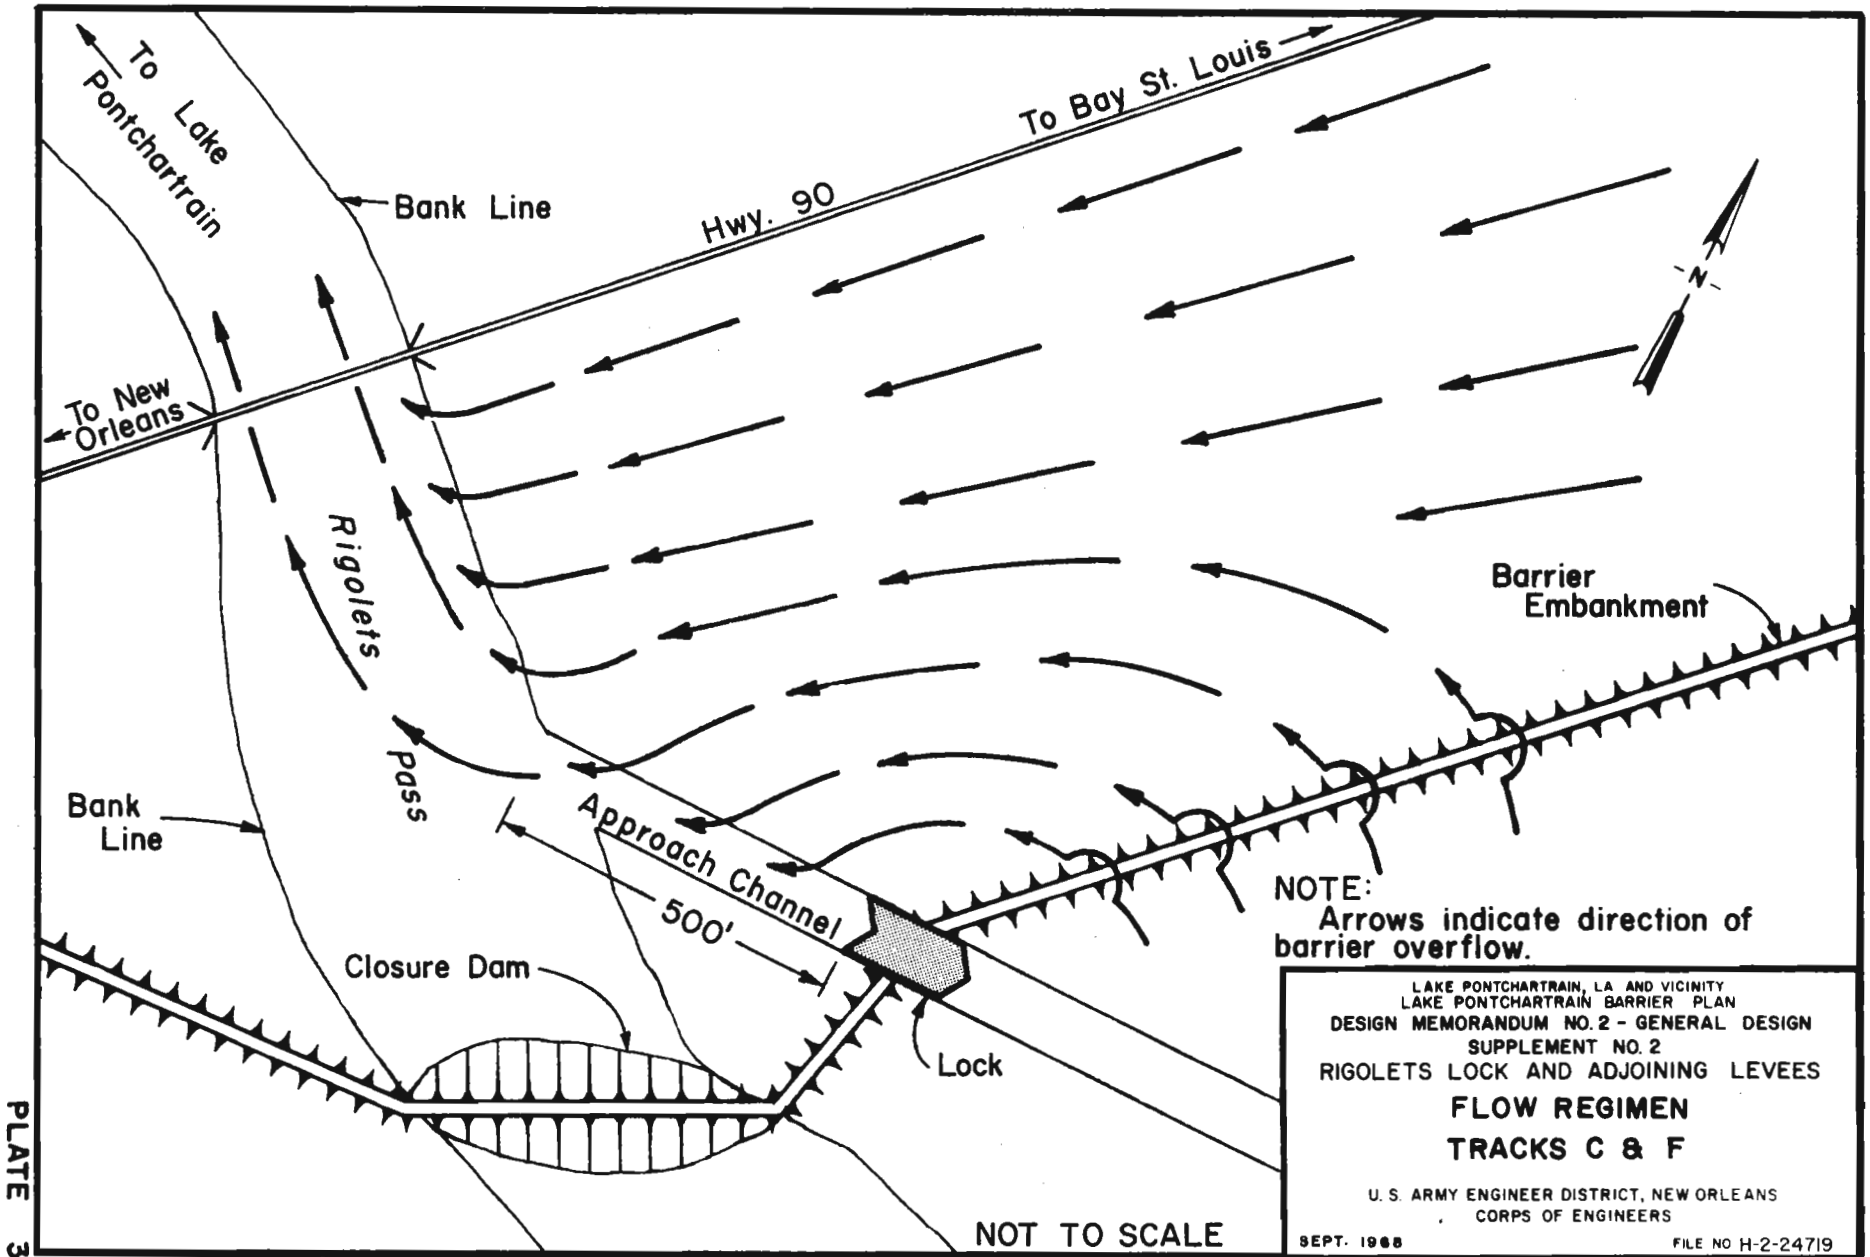 To Lake
Pontchartrain
Bank Line
Hwy. 90
To Bay St. Louis
N
To New
Orleans
Rigolets
Pass
Barrier
Embankment
Bank
Line
Approach Channel
500'
Closure Dam
Lock
NOTE:
Arrows indicate direction of
barrier overflow.
LAKE PONTCHARTRAIN, LA AND VICINITY
LAKE PONTCHARTRAIN BARRIER PLAN
DESIGN MEMORANDUM NO. 2 - GENERAL DESIGN
SUPPLEMENT NO. 2
RIGOLETS LOCK AND ADJOINING LEVEES
FLOW REGIMEN
TRACKS C & F
U. S. ARMY ENGINEER DISTRICT, NEW ORLEANS
CORPS OF ENGINEERS
SEPT. 1968
FILE NO H-2-24719
NOT TO SCALE
PLATE 3